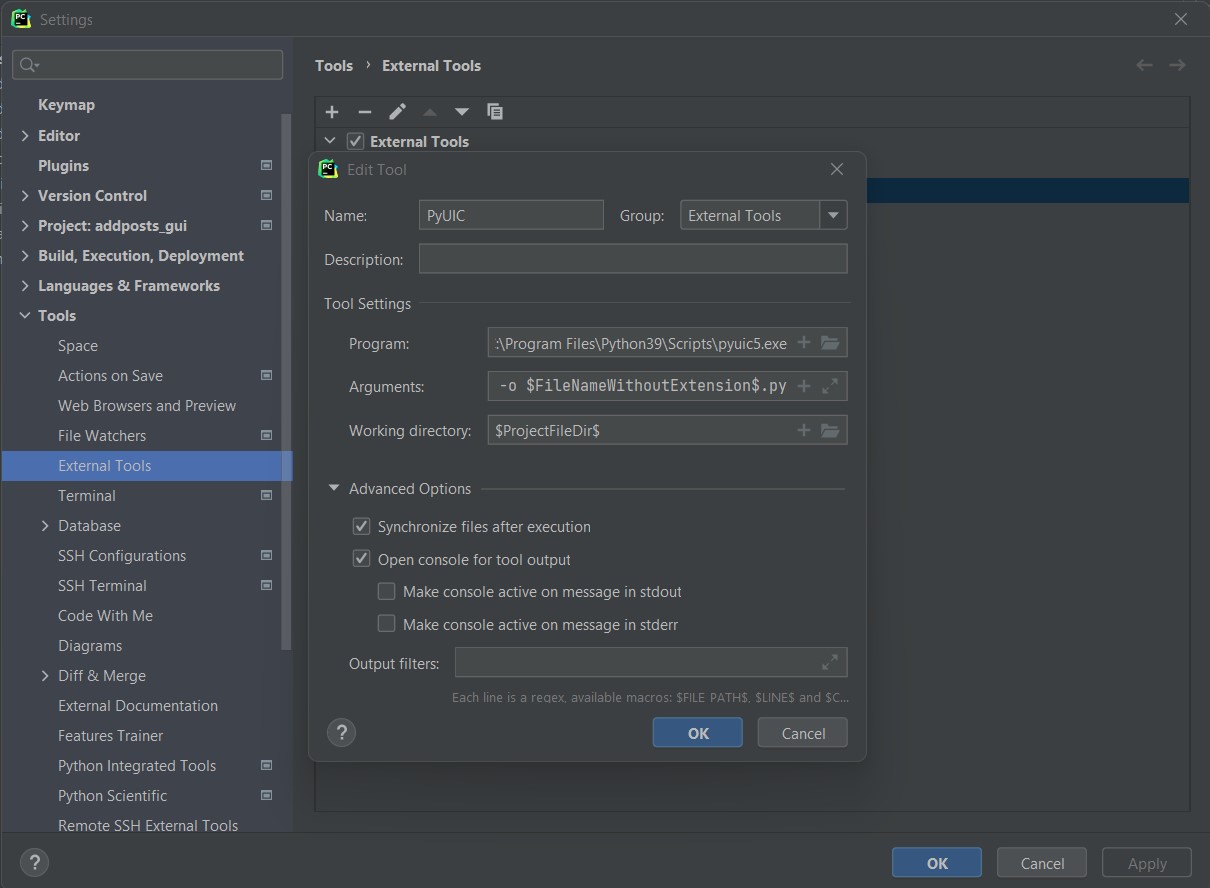 Settings
Tools › External Tools
Keymap
Editor
Plugins
Version Control
Project: addposts_gui
Build, Execution, Deployment
Languages & Frameworks
Tools
Space
Actions on Save
Web Browsers and Preview
File Watchers
External Tools
Terminal
Database
SSH Configurations
SSH Terminal
Code With Me
Diagrams
Diff & Merge
External Documentation
Features Trainer
Python Integrated Tools
Python Scientific
Remote SSH External Tools
External Tools
Edit Tool
Name: PyUIC Group: External Tools
Description:
Tool Settings
Program: :\Program Files\Python39\Scripts\pyuic5.exe
Arguments: -o $FileNameWithoutExtension$.py
Working directory: $ProjectFileDir$
Advanced Options
Synchronize files after execution
Open console for tool output
Make console active on message in stdout
Make console active on message in stderr
Output filters:
Each line is a regex, available macros: $FILE_PATH$, $LINE$ and $C...
? OK Cancel
? OK Cancel Apply